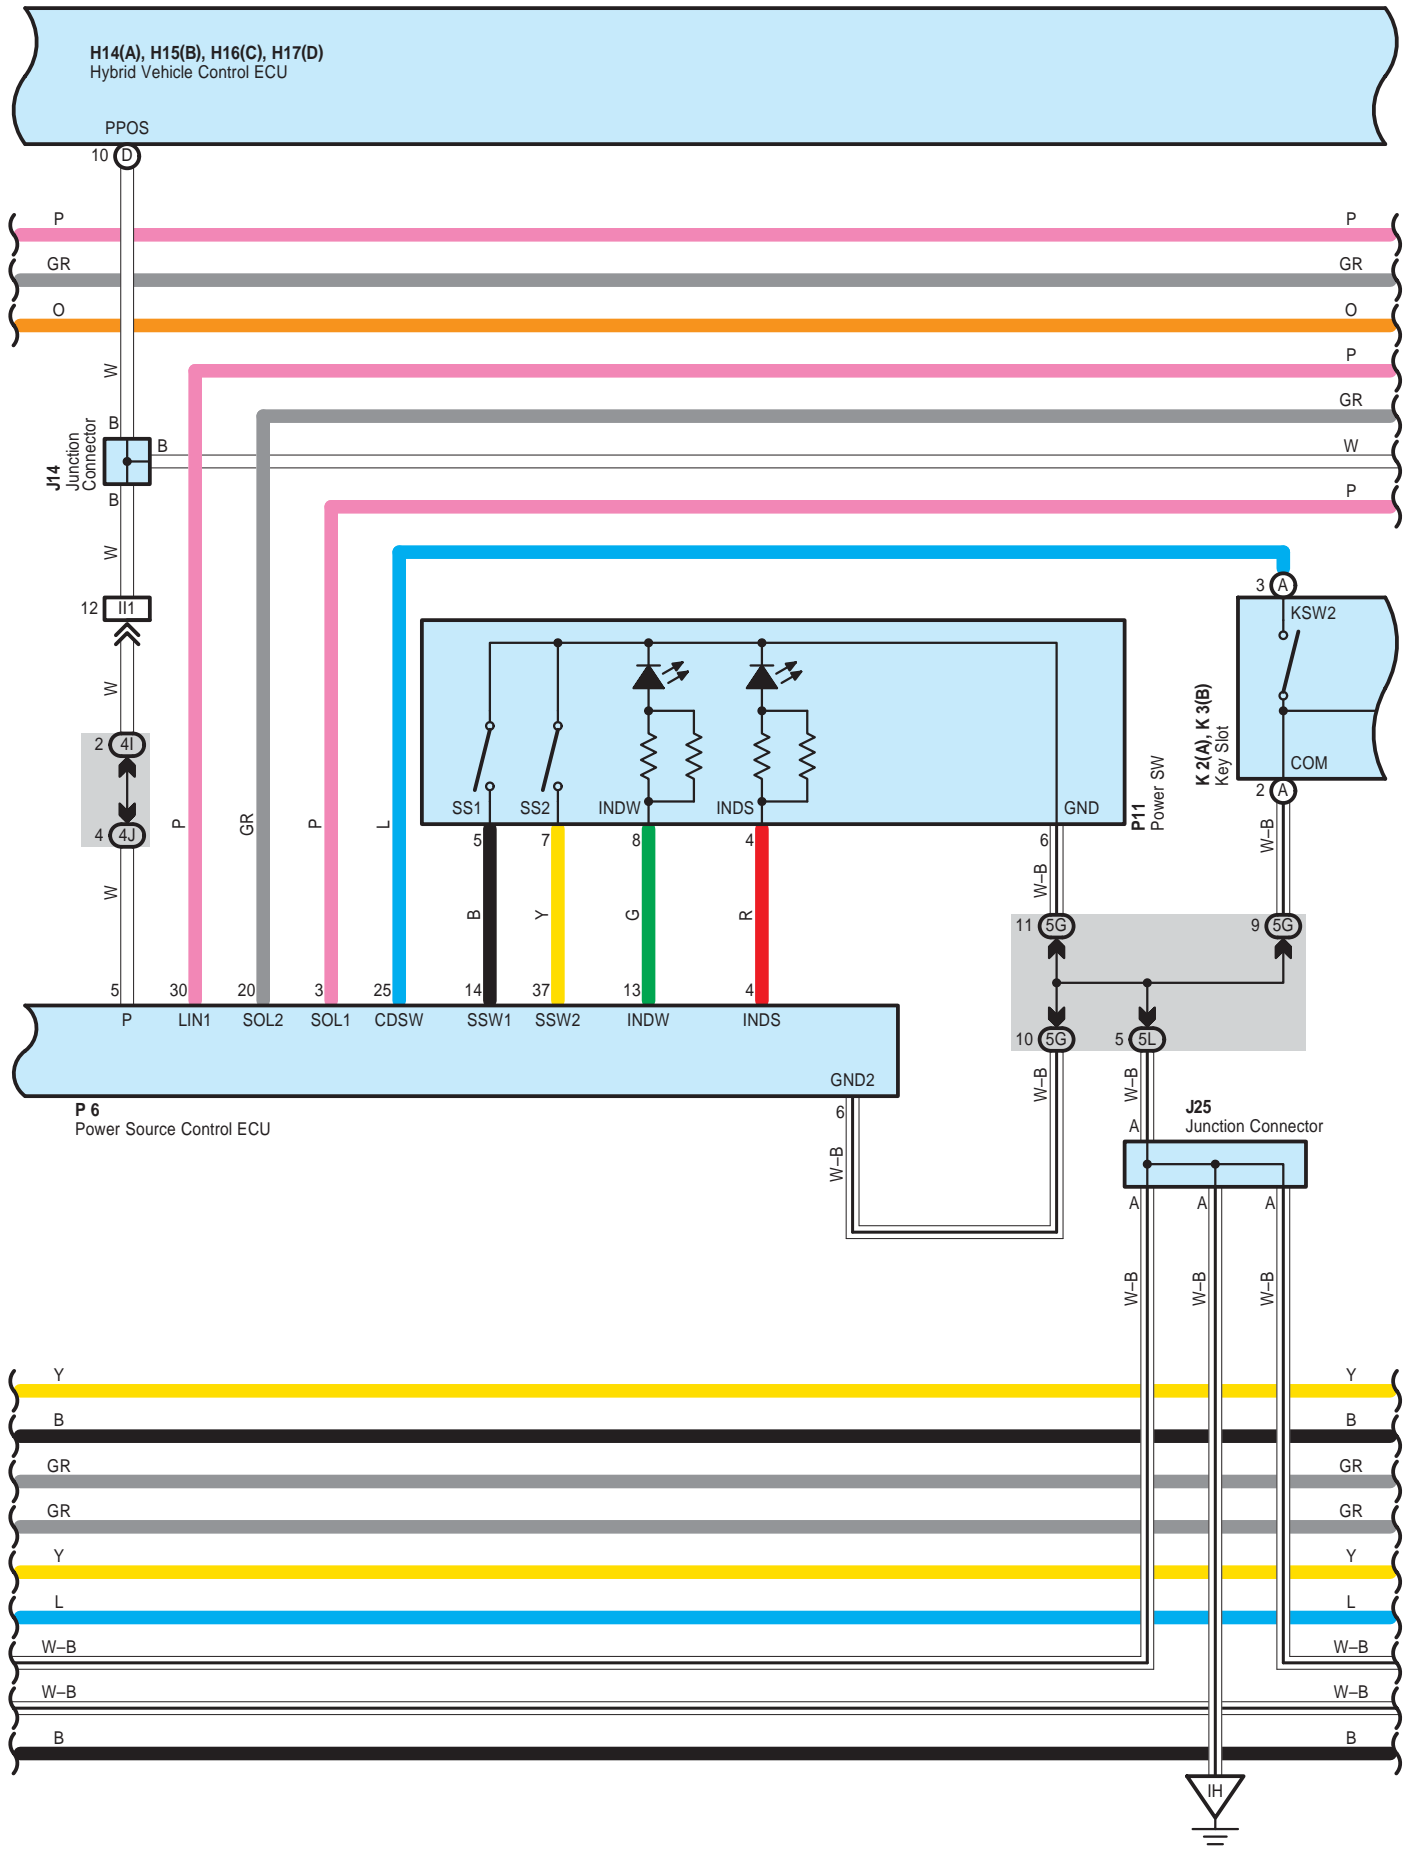 H14(A), H15(B), H16(C), H17(D)
Hybrid Vehicle Control ECU
PPOS
10 D
P P
GR GR
O O
W P
GR
B
B W
J14
Junction
Connector
B P
W
3 A
12 II1
KSW2
W
K 2(A), K 3(B)
Key Slot
2 4I
COM
2 A
SS1 SS2 INDW INDS GND
P11
Power SW
4 4J
P GR P L
5 7 8 4 6
W–B
W–B
W
B Y G R
11 5G 9 5G
5 30 20 3 25 14 37 13 4
P LIN1 SOL2 SOL1 CDSW SSW1 SSW2 INDW INDS
10 5G 5 5L
GND2
W–B W–B
P 6
Power Source Control ECU
6
W–B
A
J25
Junction Connector
A A A
W–B W–B W–B
Y Y
B B
GR GR
GR GR
Y Y
L L
W–B W–B
W–B W–B
B B
IH